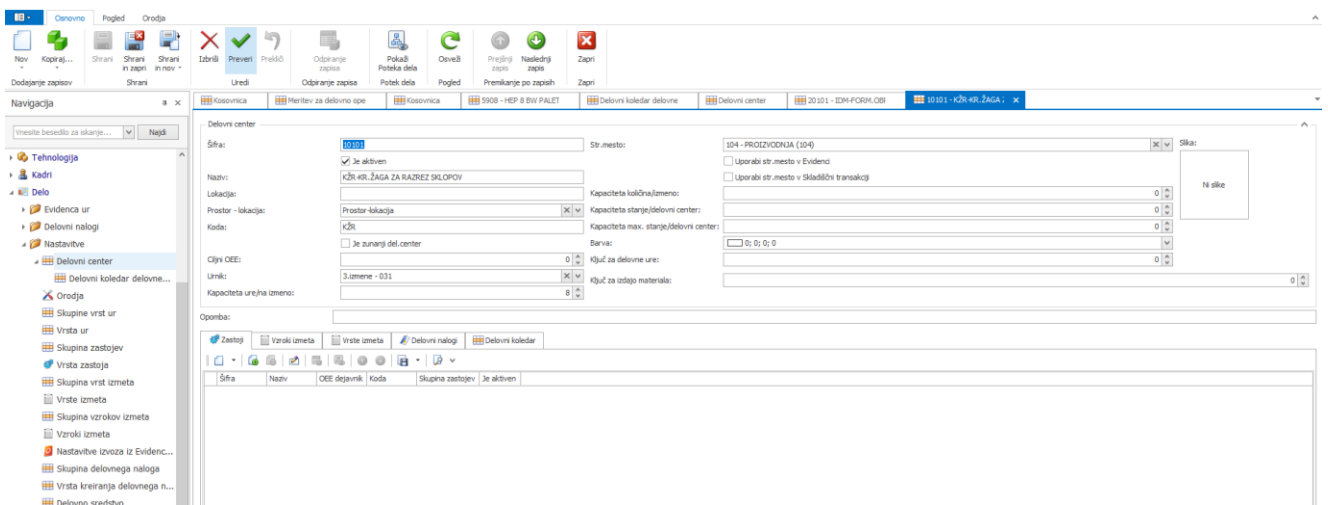 Osnovno Pogled Orodja
Nov Kopiraj... Shrani Shrani in zapri Shrani in nov Izbriši Preveri Prekliči Odpiranje zapisa Pokaži Poteka dela Osveži Prejšnji zapis Naslednji zapis Zapri
Dodajanje zapisov Shrani Uredi Odpiranje zapisa Potek dela Pogled Premikanje po zapisih Zapri
Navigacija
Kosovnica Meritev za delovno ope Kosovnica 5908 - HEP 8 BW PALET Delovni koledar delovne Delovni center 20101 - IDM-FORM.OBI 10101 - KŽR-KR.ŽAGA
Vnesite besedilo za iskanje... Najdi
Tehnologija
Kadri
Delo
Evidenca ur
Delovni nalogi
Nastavitve
Delovni center
Delovni koledar delovne...
Orodja
Skupine vrst ur
Vrsta ur
Skupina zastojev
Vrsta zastoja
Skupina vrst izmeta
Vrste izmeta
Skupina vzrokov izmeta
Vzroki izmeta
Nastavitve izvoza iz Evidenc...
Skupina delovnega naloga
Vrsta kreiranja delovnega n...
Delovno sredstvo
Delovni center
Šifra: 10101
Je aktiven
Naziv: KŽR-KR.ŽAGA ZA RAZREZ SKLOPOV
Lokacija:
Prostor - lokacija: Prostor-lokacija
Koda: KŽR
Je zunanji del.center
Ciljni OEE: 0
Urnik: 3.izmene - 031
Kapaciteta ure/na izmeno: 8
Str.mesto: 104 - PROIZVODNJA (104)
Uporabi str.mesto v Evidenci
Uporabi str.mesto v Skladiščni transakciji
Kapaciteta količina/izmeno: 0
Kapaciteta stanje/delovni center: 0
Kapaciteta max. stanje/delovni center: 0
Barva: 0; 0; 0; 0
Ključ za delovne ure: 0
Ključ za izdajo materiala: 0
Slika:
Ni slike
Opomba:
Zastoji Vzroki izmeta Vrste izmeta Delovni nalogi Delovni koledar
Šifra Naziv OEE dejavnik Koda Skupina zastojev Je aktiven